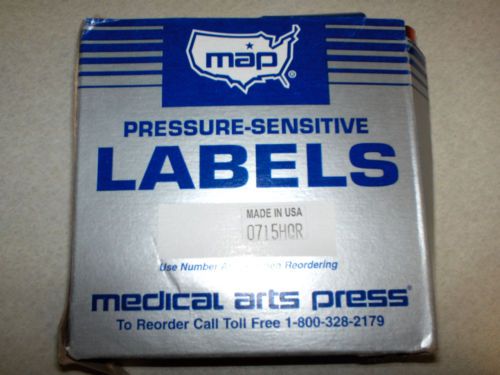 map®
PRESSURE-SENSITIVE
LABELS
MADE IN USA
0715HQR
Use Number Reordering
medical arts press®
To Reorder Call Toll Free 1-800-328-2179